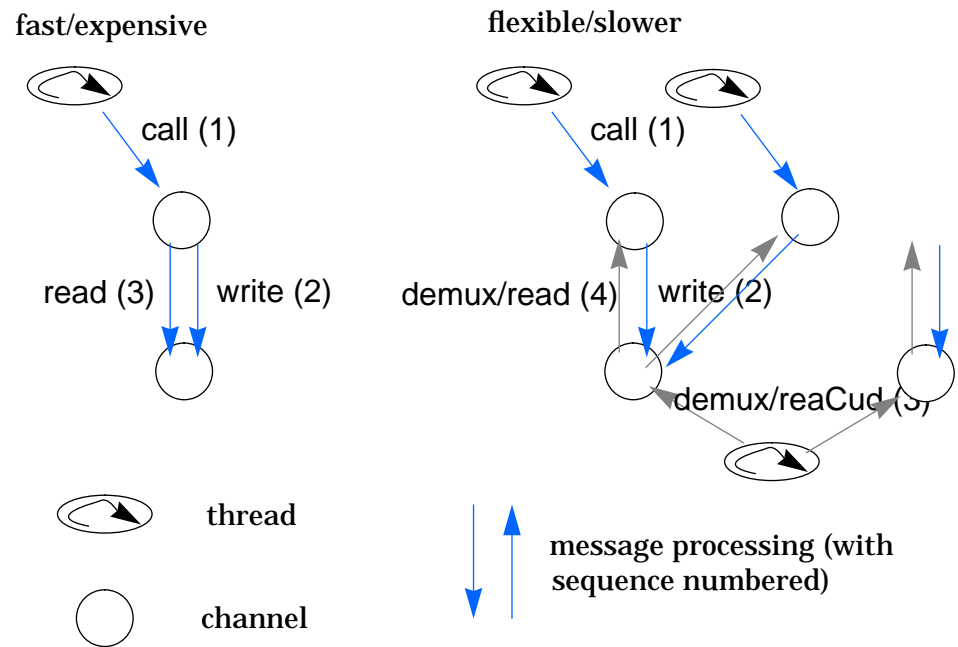 fast/expensive
flexible/slower
call (1)
call (1)
read (3)
write (2)
demux/read (4)
write (2)
demux/reaCud (3)
thread
message processing (with
sequence numbered)
channel